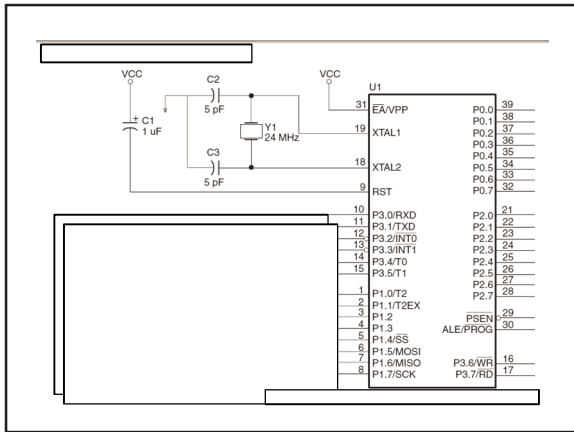 VCC
C1
1 uF
C2
5 pF
C3
5 pF
Y1
24 MHz
VCC
U1
31 EA/VPP
19 XTAL1
18 XTAL2
9 RST
10 P3.0/RXD
11 P3.1/TXD
12 P3.2/INT0
13 P3.3/INT1
14 P3.4/T0
15 P3.5/T1
1 P1.0/T2
2 P1.1/T2EX
3 P1.2
4 P1.3
5 P1.4/SS
6 P1.5/MOSI
7 P1.6/MISO
8 P1.7/SCK
P0.0 39
P0.1 38
P0.2 37
P0.3 36
P0.4 35
P0.5 34
P0.6 33
P0.7 32
P2.0 21
P2.1 22
P2.2 23
P2.3 24
P2.4 25
P2.5 26
P2.6 27
P2.7 28
PSEN 29
ALE/PROG 30
P3.6/WR 16
P3.7/RD 17